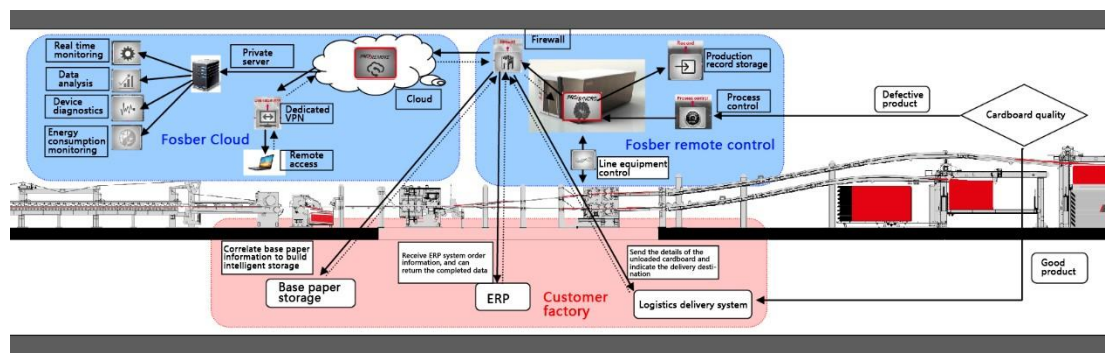 Real time
monitoring
Data
analysis
Device
diagnostics
Energy
consumption
monitoring
Private
server
Cloud
Dedicated
VPN
Remote
access
Fosber Cloud
Firewall
Record
Production
record storage
Process control
Process
control
Line equipment
control
Fosber remote control
Defective
product
Cardboard quality
Good
product
Correlate base paper
information to build
intelligent storage
Base paper
storage
Receive ERP system order
information, and can
return the completed data
ERP
Customer
factory
Send the details of the
unloaded cardboard and
indicate the delivery desti-
nation
Logistics delivery system